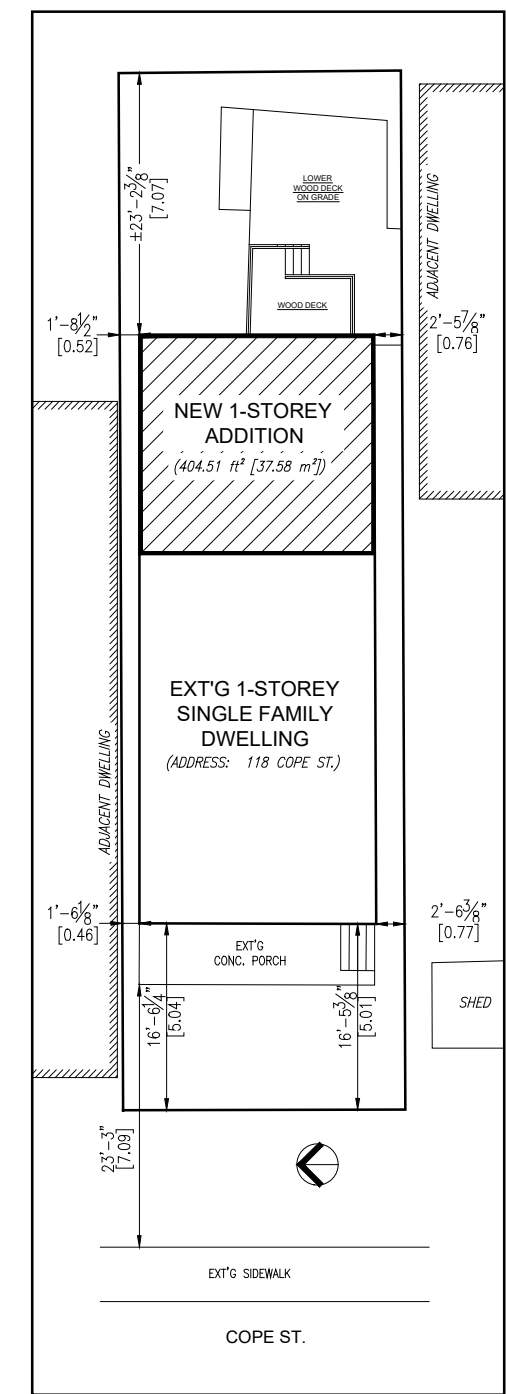 ±23'-2⅜"
[7.07]
LOWER
WOOD DECK
ON GRADE
ADJACENT DWELLING
WOOD DECK
1'-8½"
[0.52]
2'-5⅞"
[0.76]
NEW 1-STOREY
ADDITION
(404.51 ft² [37.58 m²])
EXT'G 1-STOREY
SINGLE FAMILY
DWELLING
(ADDRESS: 118 COPE ST.)
ADJACENT DWELLING
1'-6⅛"
[0.46]
2'-6⅜"
[0.77]
EXT'G
CONC. PORCH
16'-6¼"
[5.04]
16'-5⅜"
[5.01]
SHED
23'-3"
[7.09]
EXT'G SIDEWALK
COPE ST.